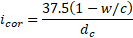 i_cor = 37.5(1 − w/c) / d_c